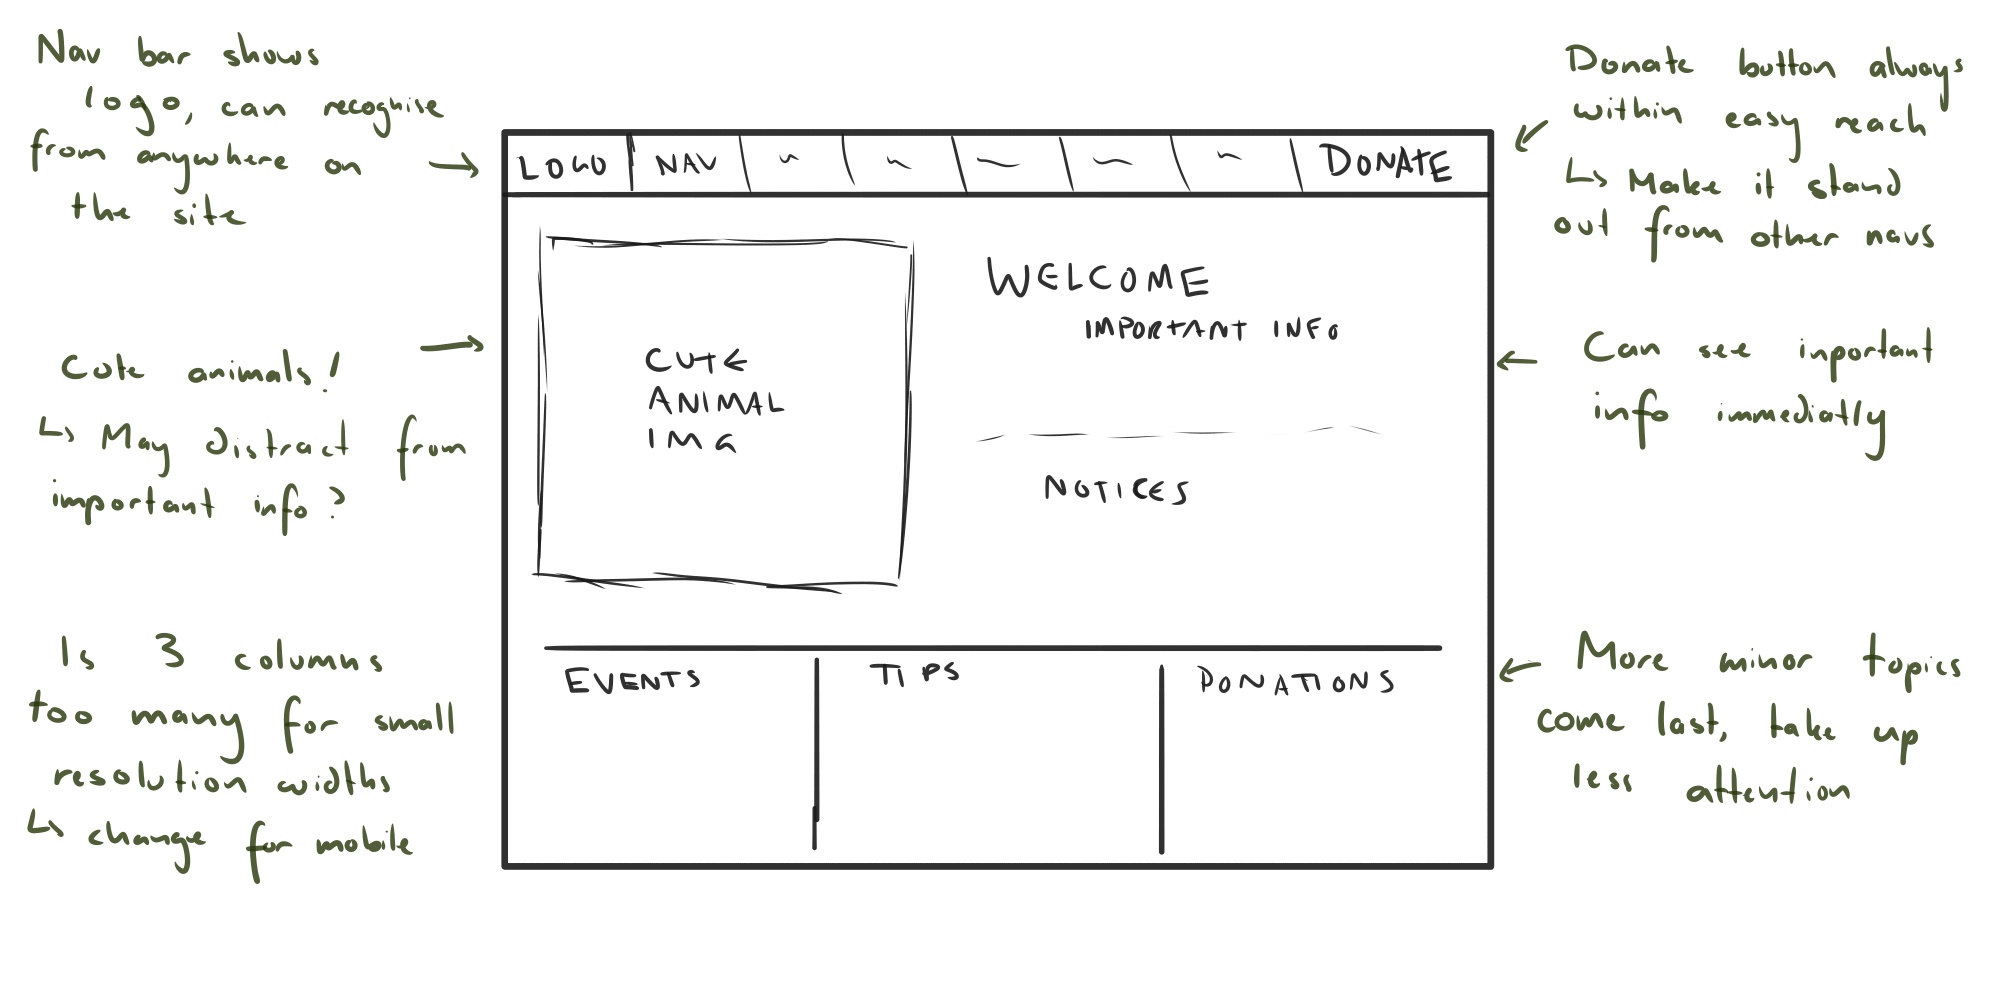 Nav bar shows
logo, can recognise
from anywhere on
the site
Cute animals!
↳ May distract from
important info?
Is 3 columns
too many for small
resolution widths
↳ change for mobile
LOGO NAV DONATE
CUTE
ANIMAL
IMG
WELCOME
IMPORTANT INFO
NOTICES
EVENTS TIPS DONATIONS
Donate button always
within easy reach
↳ Make it stand
out from other navs
Can see inportant
info immediatly
More minor topics
come last, take up
less attention